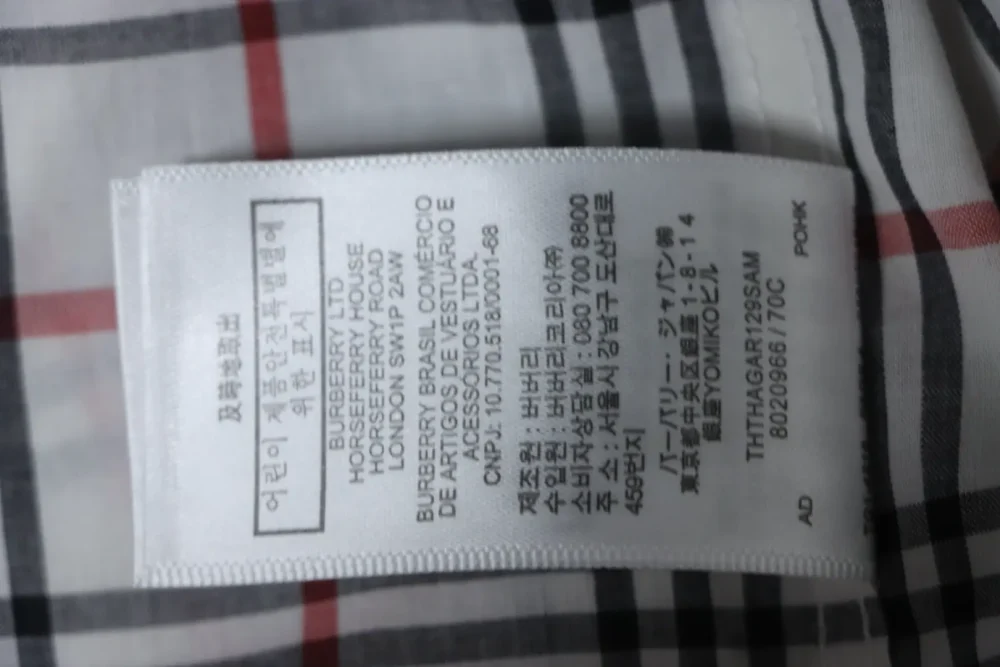 及時地取出
어린이 제품안전특별법에
위한 표시
BURBERRY LTD
HORSEFERRY HOUSE
HORSEFERRY ROAD
LONDON SW1P 2AW
BURBERRY BRASIL COMÉRCIO
DE ARTIGOS DE VESTUÁRIO E
ACESSORIOS LTDA.
CNPJ: 10.770.518/0001-68
제조원 : 버버리
수입원 : 버버리코리아㈜
소비자상담실 : 080 700 8800
주 소 : 서울시 강남구 도산대로
459번지
バーバリー・ジャパン㈱
東京都中央区銀座 1-8-14
銀座YOMIKOビル
THTHAGAR129SAM
8020966 / 70C
AD POHK